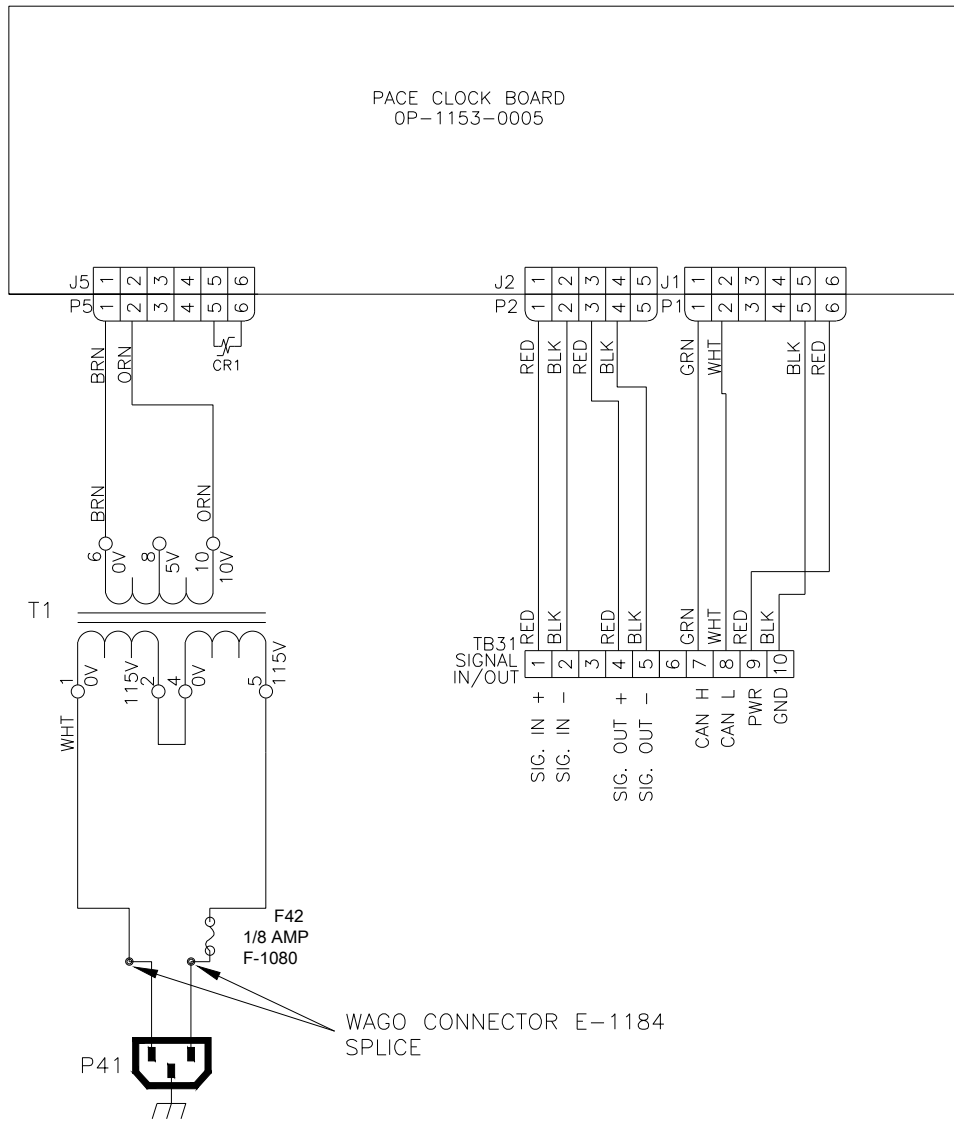 PACE CLOCK BOARD
0P-1153-0005
J5 1 2 3 4 5 6
P5 1 2 3 4 5 6
J2 1 2 3 4 5
P2 1 2 3 4 5
J1 1 2 3 4 5 6
P1 1 2 3 4 5 6
BRN
ORN
CR1
RED
BLK
RED
BLK
GRN
WHT
BLK
RED
BRN
ORN
6
0V
8
5V
10
10V
T1
1
0V
115V
2
4
0V
5
115V
WHT
RED
BLK
RED
BLK
GRN
WHT
RED
BLK
TB31
SIGNAL
IN/OUT
1 2 3 4 5 6 7 8 9 10
SIG. IN +
SIG. IN -
SIG. OUT +
SIG. OUT -
CAN H
CAN L
PWR
GND
F42
1/8 AMP
F-1080
WAGO CONNECTOR E-1184
SPLICE
P41